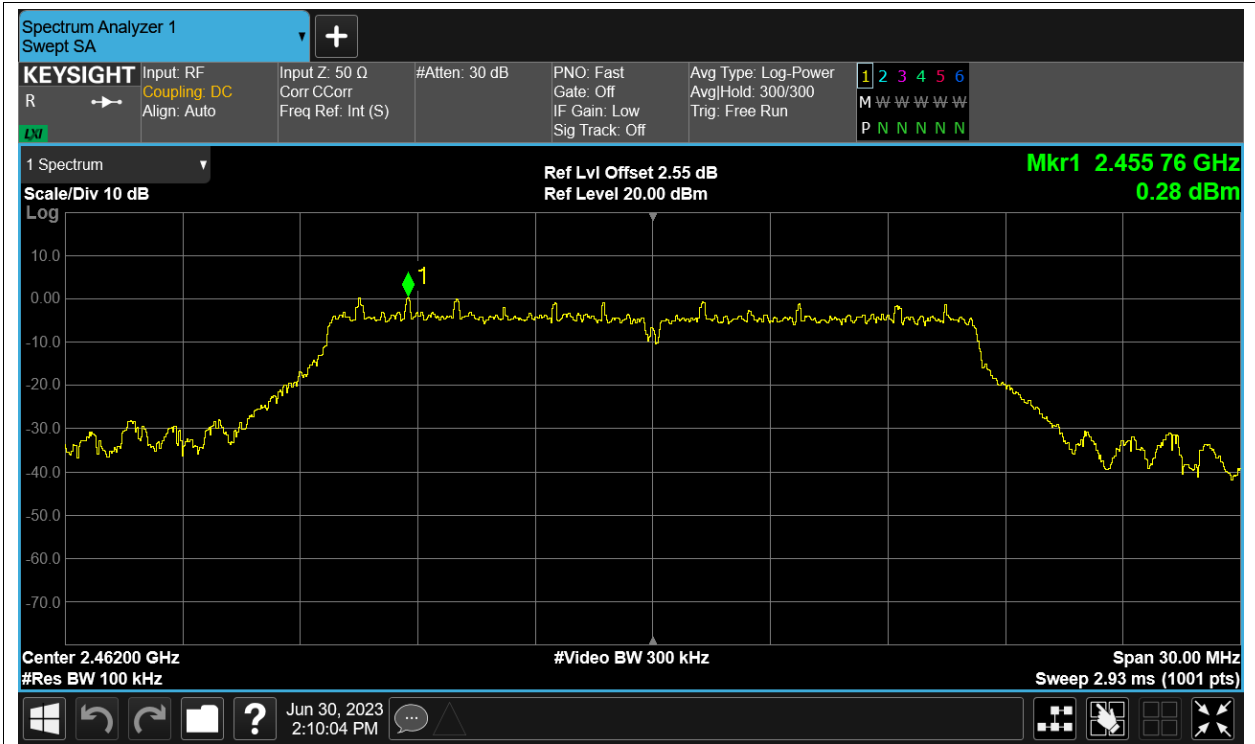 Spectrum Analyzer 1
Swept SA
KEYSIGHT
R
LXI
Input: RF
Coupling: DC
Align: Auto
Input Z: 50 Ω
Corr CCorr
Freq Ref: Int (S)
#Atten: 30 dB
PNO: Fast
Gate: Off
IF Gain: Low
Sig Track: Off
Avg Type: Log-Power
Avg|Hold: 300/300
Trig: Free Run
1 2 3 4 5 6
M W W W W W
P N N N N N
1 Spectrum
Scale/Div 10 dB
Log
Ref Lvl Offset 2.55 dB
Ref Level 20.00 dBm
Mkr1 2.455 76 GHz
0.28 dBm
1
10.0
0.00
-10.0
-20.0
-30.0
-40.0
-50.0
-60.0
-70.0
Center 2.46200 GHz
#Res BW 100 kHz
#Video BW 300 kHz
Span 30.00 MHz
Sweep 2.93 ms (1001 pts)
?
Jun 30, 2023
2:10:04 PM